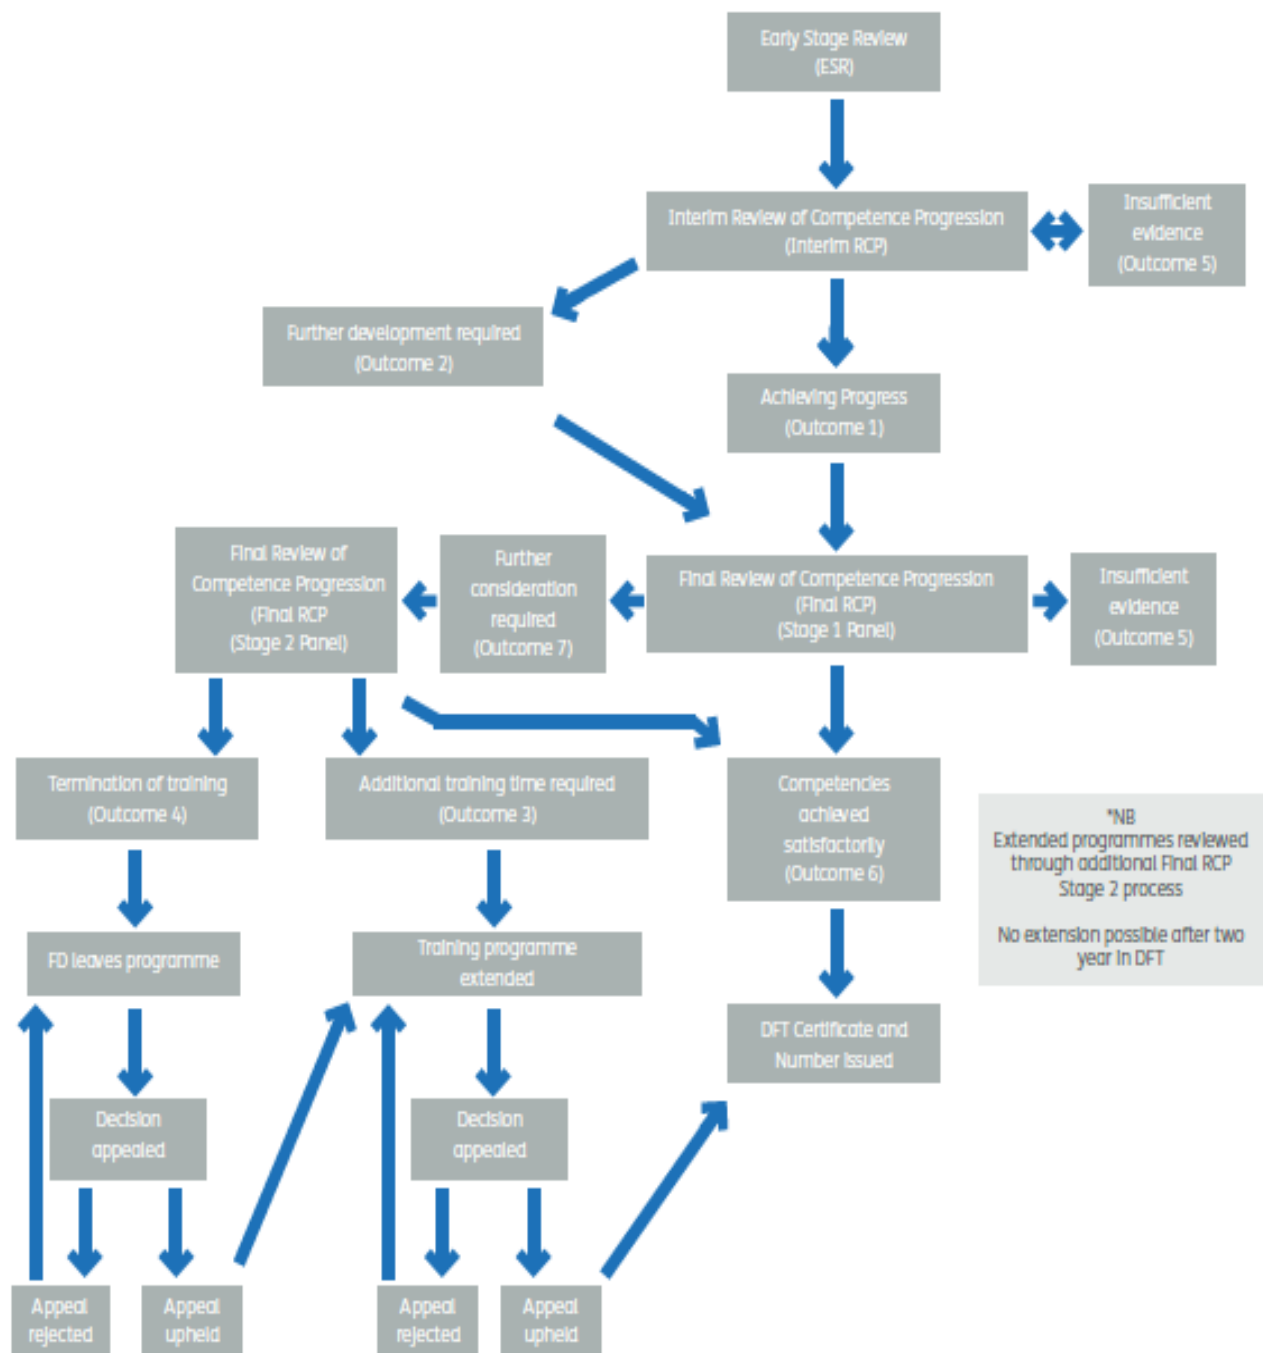 Early Stage Review
(ESR)
Interim Review of Competence Progression
(Interim RCP)
Insufficient
evidence
(Outcome 5)
Further development required
(Outcome 2)
Achieving Progress
(Outcome 1)
Final Review of
Competence Progression
(Final RCP
(Stage 2 Panel)
Further
consideration
required
(Outcome 7)
Final Review of Competence Progression
(Final RCP)
(Stage 1 Panel)
Insufficient
evidence
(Outcome 5)
Termination of training
(Outcome 4)
Additional training time required
(Outcome 3)
Competencies
achieved
satisfactorily
(Outcome 6)
*NB
Extended programmes reviewed
through additional Final RCP
Stage 2 process
No extension possible after two
year in DFT
FD leaves programme
Training programme
extended
DFT Certificate and
Number Issued
Decision
appealed
Decision
appealed
Appeal
rejected
Appeal
upheld
Appeal
rejected
Appeal
upheld